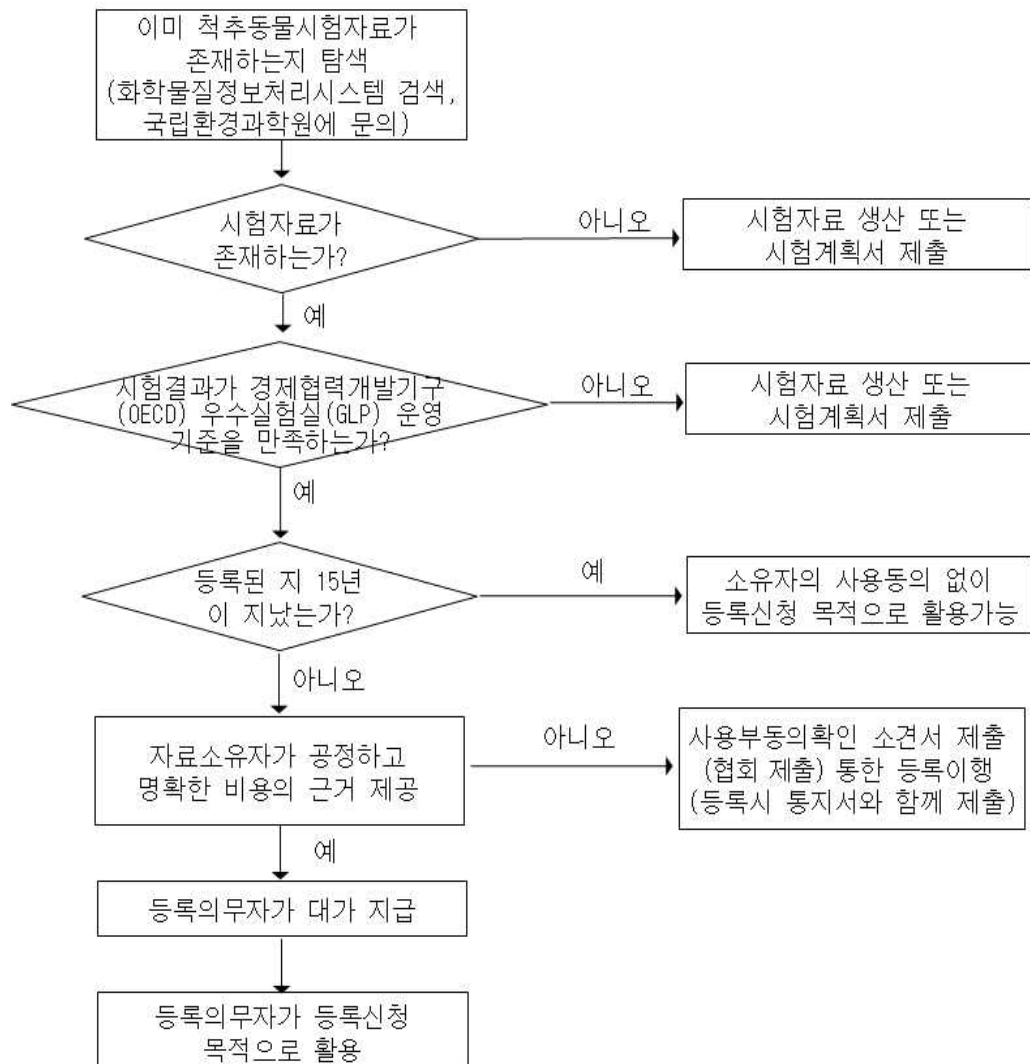 이미 척추동물시험자료가
존재하는지 탐색
(화학물질정보처리시스템 검색,
국립환경과학원에 문의)
시험자료가
존재하는가?
아니오
시험자료 생산 또는
시험계획서 제출
예
시험결과가 경제협력개발기구
(OECD) 우수실험실(GLP) 운영
기준을 만족하는가?
아니오
시험자료 생산 또는
시험계획서 제출
예
등록된 지 15년
이 지났는가?
예
소유자의 사용동의 없이
등록신청 목적으로 활용가능
아니오
자료소유자가 공정하고
명확한 비용의 근거 제공
아니오
사용부동의확인 소견서 제출
(협회 제출) 통한 등록이행
(등록시 통지서와 함께 제출)
예
등록의무자가 대가 지급
등록의무자가 등록신청
목적으로 활용